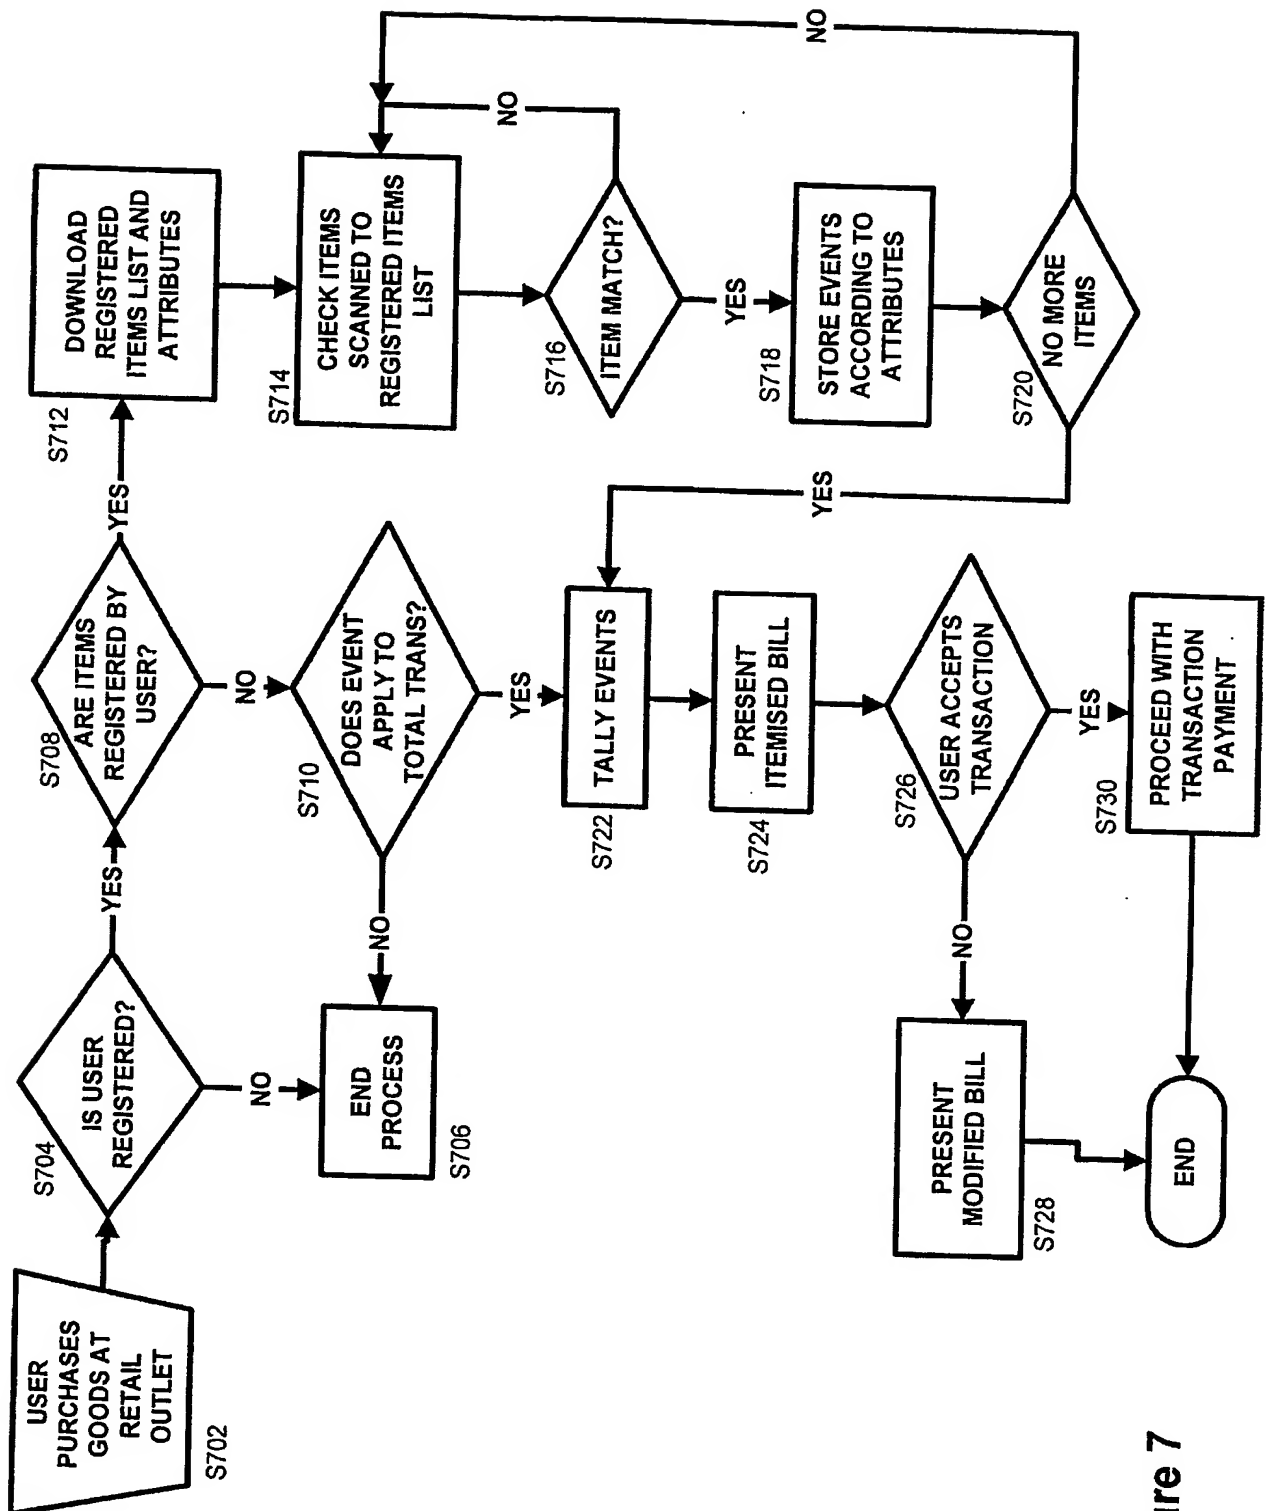 USER
PURCHASES
GOODS AT
RETAIL
OUTLET
S702
S704
IS USER
REGISTERED?
YES
NO
END
PROCESS
S706
S708
ARE ITEMS
REGISTERED BY
USER?
YES
NO
S710
DOES EVENT
APPLY TO
TOTAL TRANS?
NO
YES
S712
DOWNLOAD
REGISTERED
ITEMS LIST AND
ATTRIBUTES
S714
CHECK ITEMS
SCANNED TO
REGISTERED ITEMS
LIST
S716
ITEM MATCH?
NO
YES
S718
STORE EVENTS
ACCORDING TO
ATTRIBUTES
S720
NO MORE
ITEMS
NO
YES
TALLY EVENTS
S722
PRESENT
ITEMISED BILL
S724
S726
USER ACCEPTS
TRANSACTION
NO
YES
PRESENT
MODIFIED BILL
S728
S730
PROCEED WITH
TRANSACTION
PAYMENT
END
ure 7